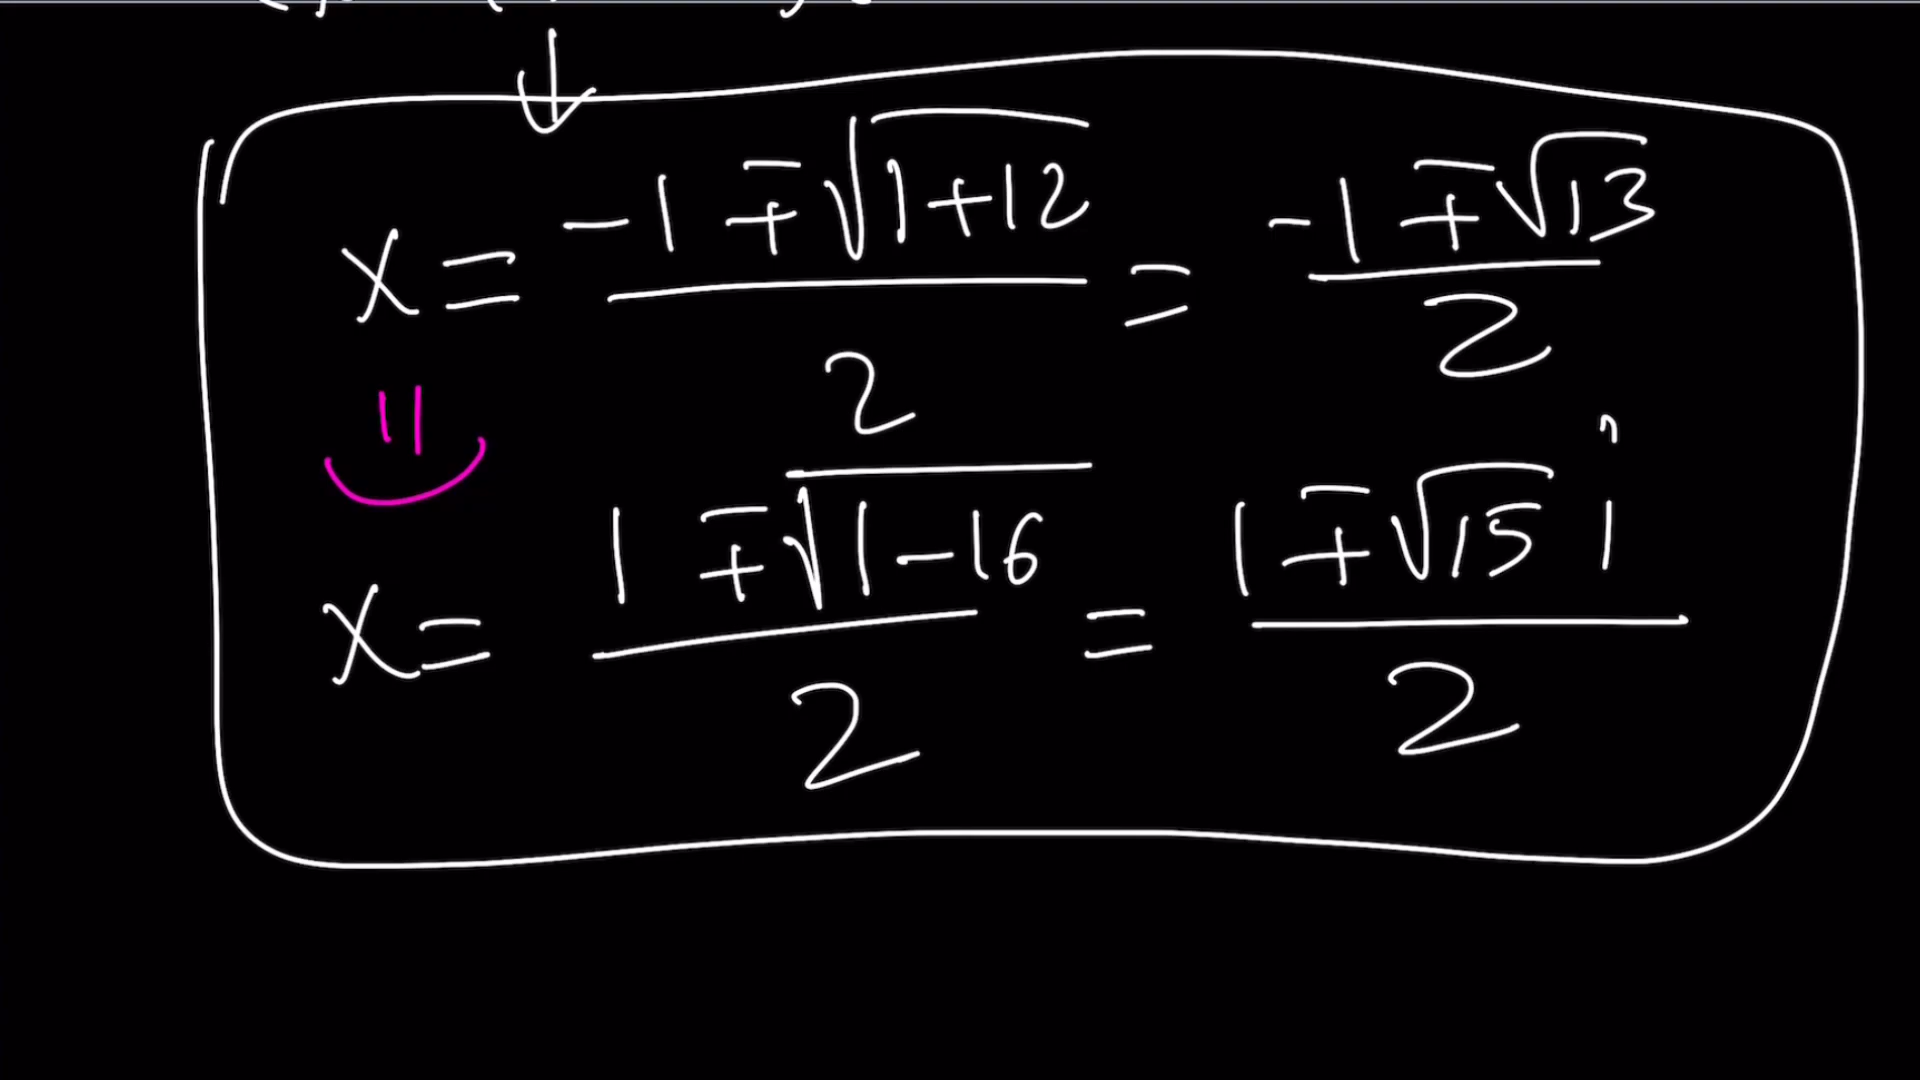 x = (-1 ∓ √(1+12))/2 = (-1 ∓ √13)/2
x = (1 ∓ √(1-16))/2 = (1 ∓ √15 i)/2